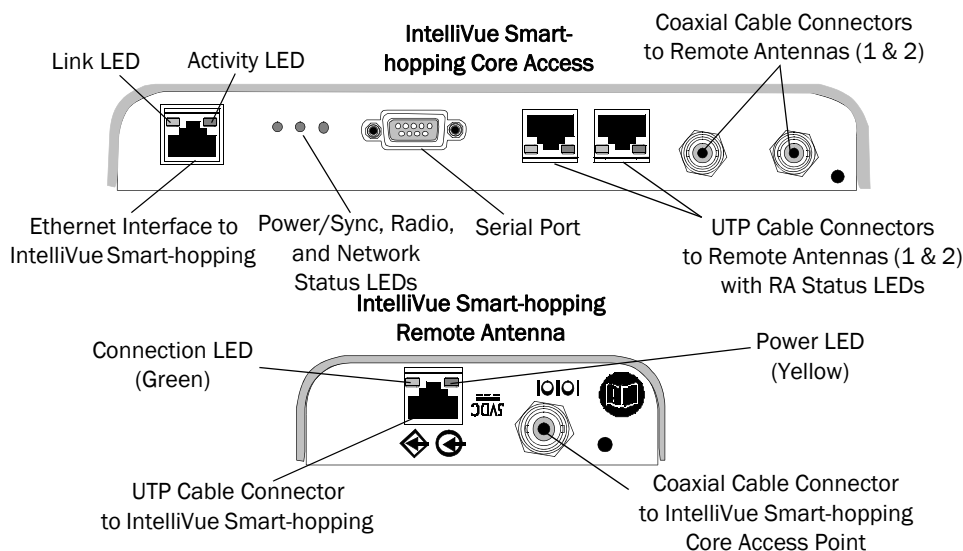 IntelliVue Smart-
hopping Core Access
Coaxial Cable Connectors
to Remote Antennas (1 & 2)
Link LED
Activity LED
Ethernet Interface to
IntelliVue Smart-hopping
Power/Sync, Radio,
and Network
Status LEDs
Serial Port
UTP Cable Connectors
to Remote Antennas (1 & 2)
with RA Status LEDs
IntelliVue Smart-hopping
Remote Antenna
Connection LED
(Green)
Power LED
(Yellow)
5VDC
IOIOI
UTP Cable Connector
to IntelliVue Smart-hopping
Coaxial Cable Connector
to IntelliVue Smart-hopping
Core Access Point